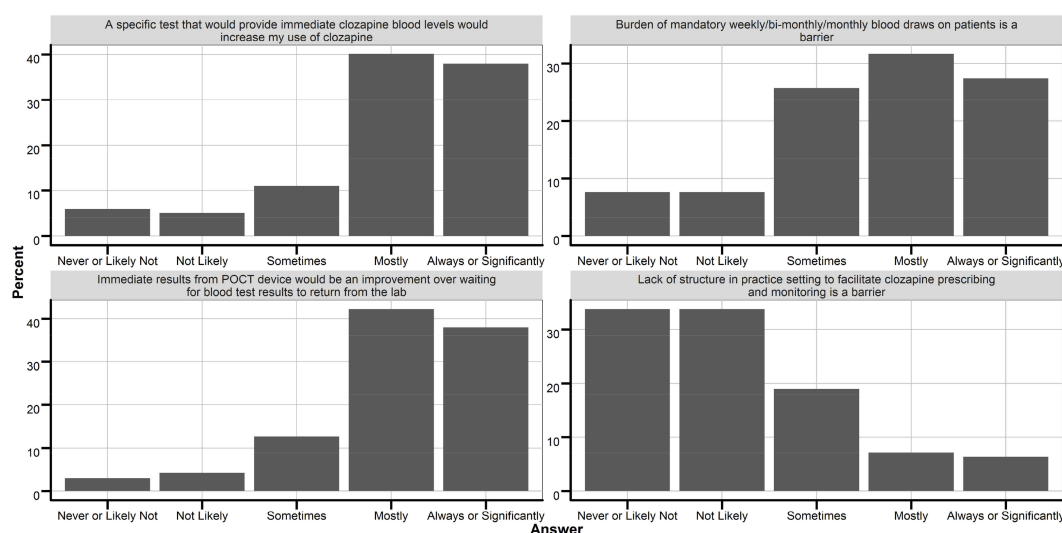 A specific test that would provide immediate clozapine blood levels would
increase my use of clozapine
Burden of mandatory weekly/bi-monthly/monthly blood draws on patients is a
barrier
40
30
20
10
0
30
20
10
0
Never or Likely Not Not Likely Sometimes Mostly Always or Significantly
Never or Likely Not Not Likely Sometimes Mostly Always or Significantly
Percent
Immediate results from POCT device would be an improvement over waiting
for blood test results to return from the lab
Lack of structure in practice setting to facilitate clozapine prescribing
and monitoring is a barrier
40
30
20
10
0
30
20
10
0
Never or Likely Not Not Likely Sometimes Mostly Always or Significantly
Never or Likely Not Not Likely Sometimes Mostly Always or Significantly
Answer